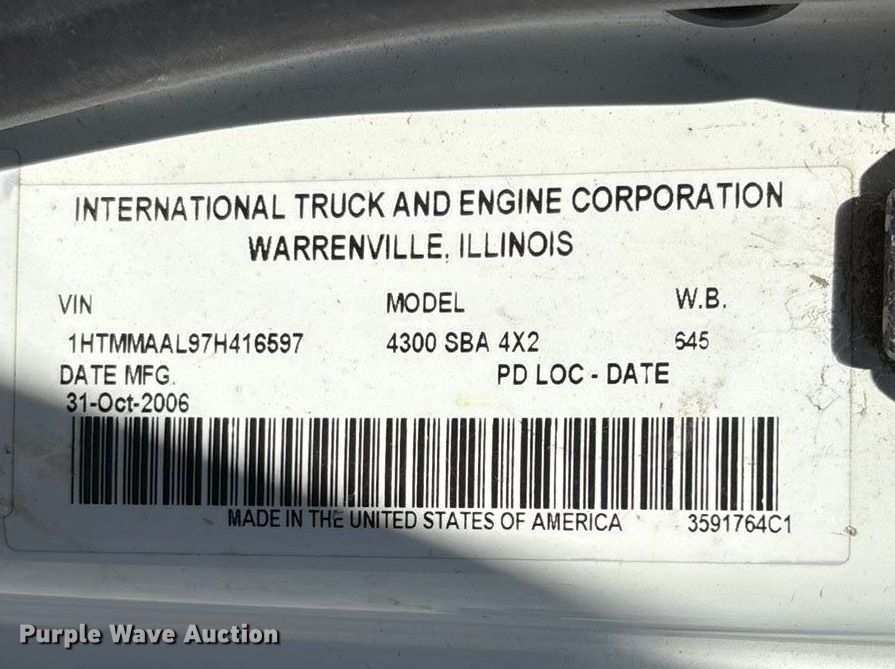 INTERNATIONAL TRUCK AND ENGINE CORPORATION
WARRENVILLE, ILLINOIS
VIN MODEL W.B.
1HTMMAAL97H416597 4300 SBA 4X2 645
DATE MFG. PD LOC - DATE
31-Oct-2006
MADE IN THE UNITED STATES OF AMERICA 3591764C1
Purple Wave Auction